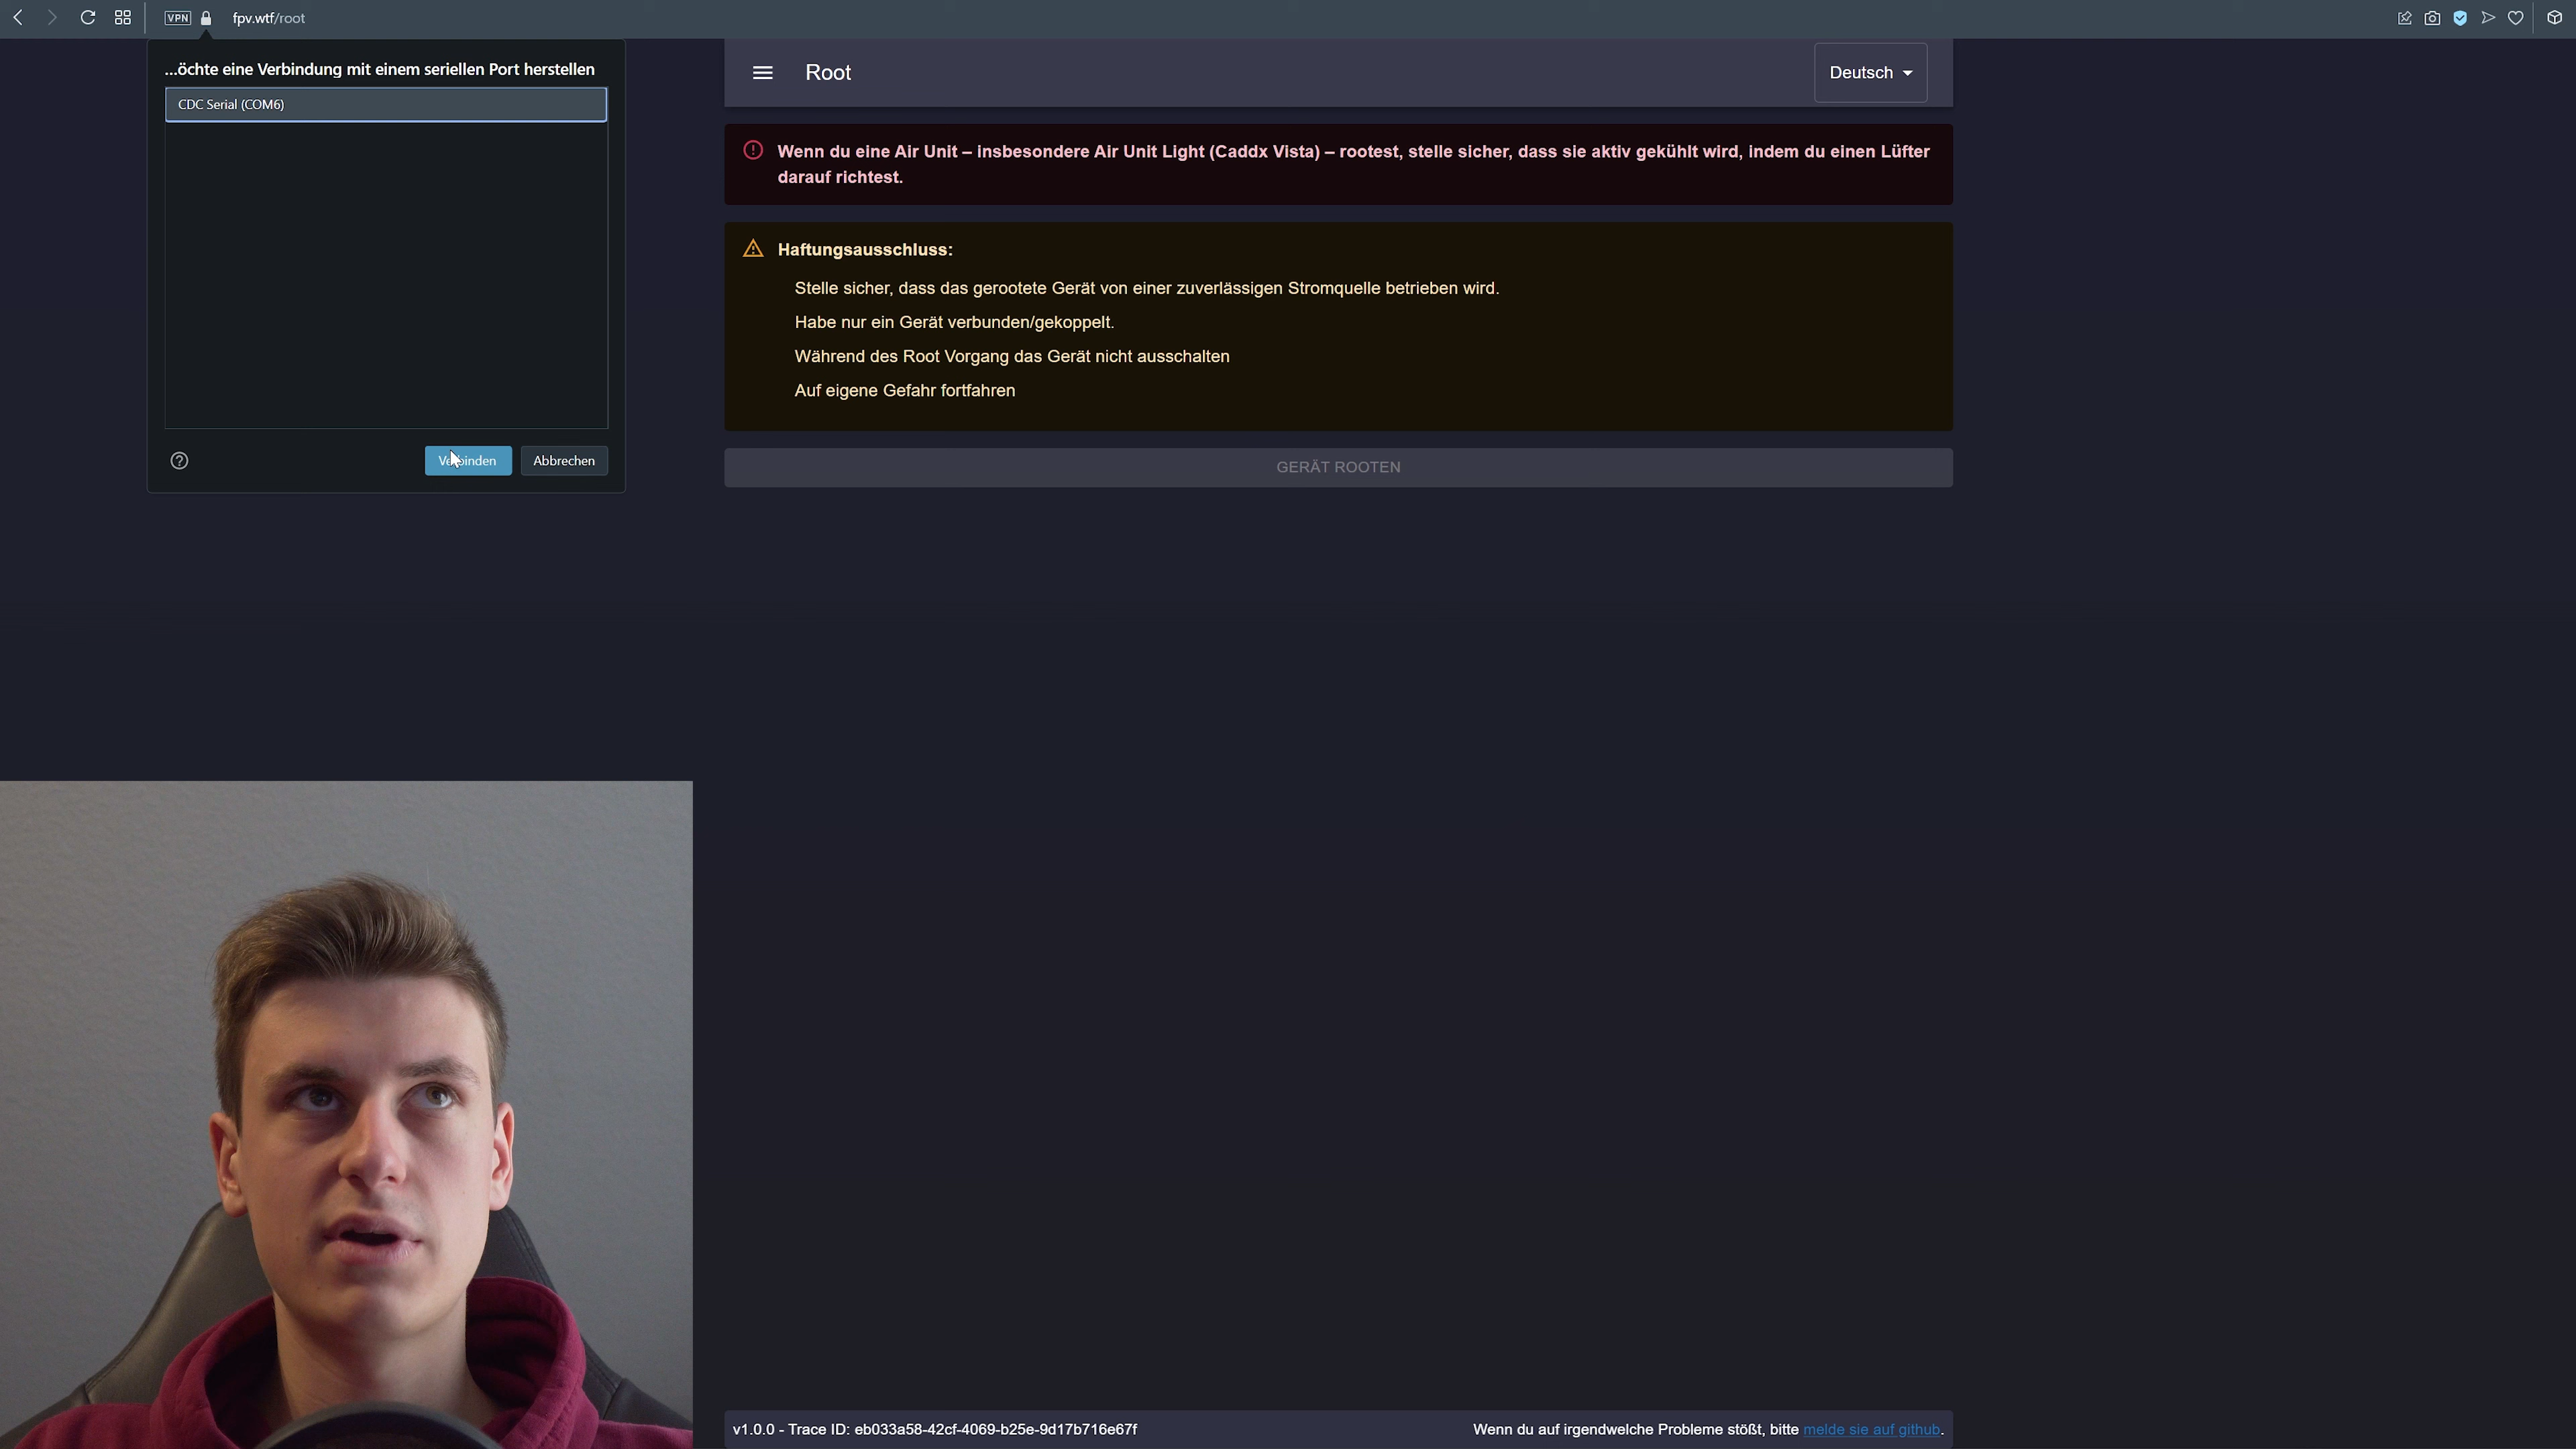 VPN fpv.wtf/root
...öchte eine Verbindung mit einem seriellen Port herstellen
CDC Serial (COM6)
Abbrechen
Root
Deutsch
Wenn du eine Air Unit – insbesondere Air Unit Light (Caddx Vista) – rootest, stelle sicher, dass sie aktiv gekühlt wird, indem du einen Lüfter
darauf richtest.
Haftungsausschluss:
Stelle sicher, dass das gerootete Gerät von einer zuverlässigen Stromquelle betrieben wird.
Habe nur ein Gerät verbunden/gekoppelt.
Während des Root Vorgang das Gerät nicht ausschalten
Auf eigene Gefahr fortfahren
GERÄT ROOTEN
v1.0.0 - Trace ID: eb033a58-42cf-4069-b25e-9d17b716e67f
Wenn du auf irgendwelche Probleme stößt, bitte melde sie auf github.